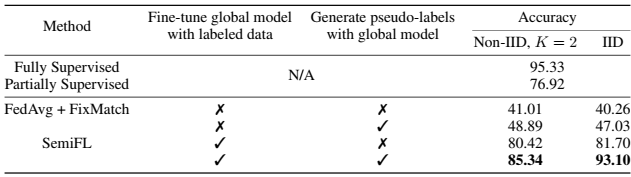 Method Fine-tune global model with labeled data Generate pseudo-labels with global model Accuracy
Non-IID, K = 2 IID
Fully Supervised N/A 95.33
Partially Supervised 76.92
FedAvg + FixMatch ✗ ✗ 41.01 40.26
✗ ✓ 48.89 47.03
SemiFL ✓ ✗ 80.42 81.70
✓ ✓ 85.34 93.10